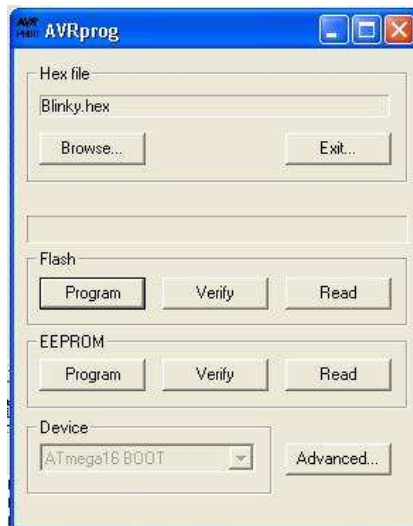 AVR AVRprog
Hex file
Blinky.hex
Browse... Exit...
Flash
Program Verify Read
EEPROM
Program Verify Read
Device
ATmega16 BOOT Advanced...